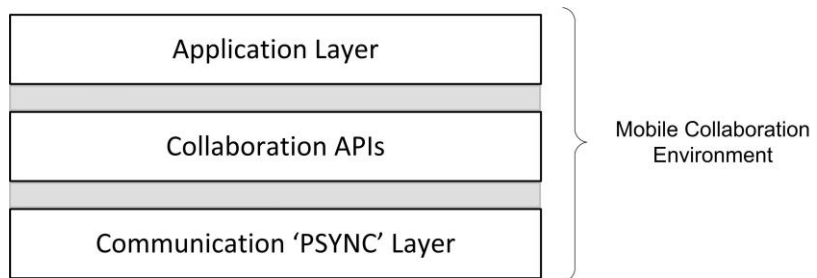 Application Layer
Collaboration APIs
Communication ‘PSYNC’ Layer
Mobile Collaboration
Environment